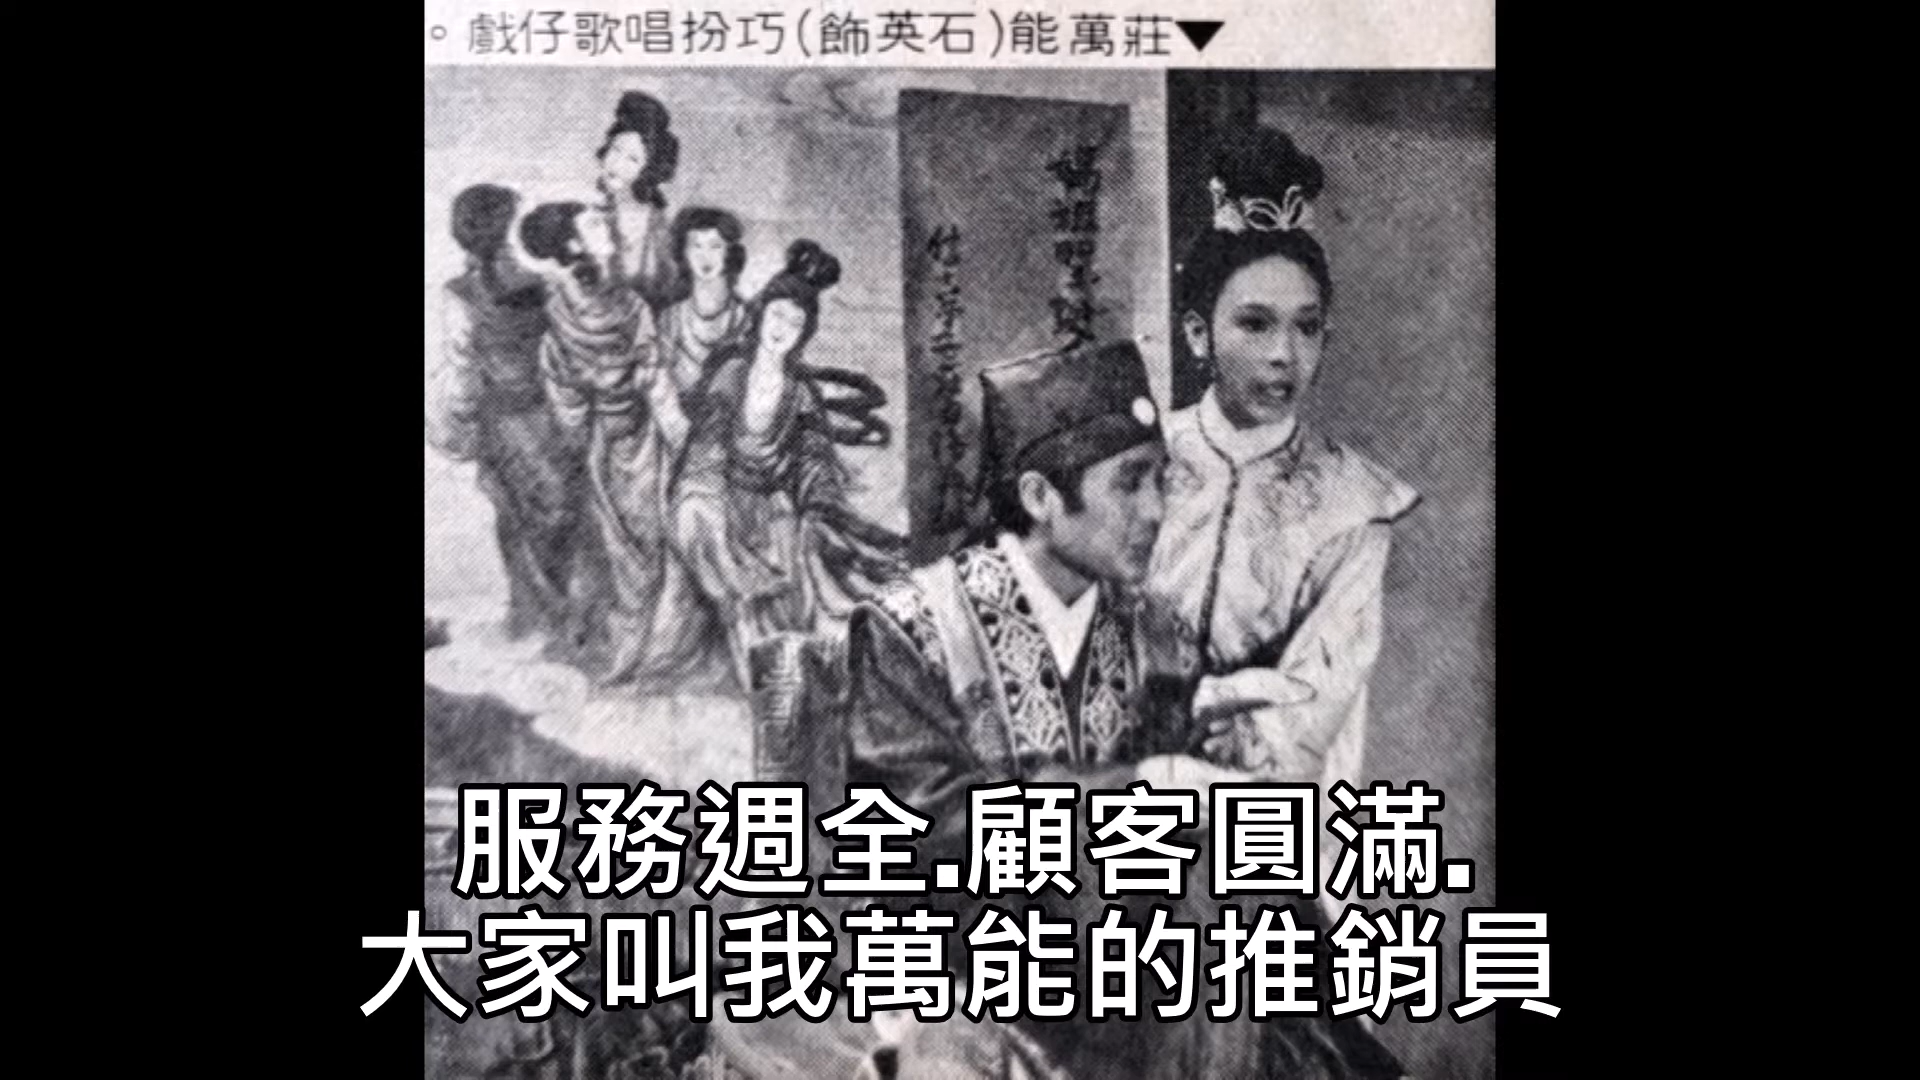 ▼莊萬能(石英飾)巧扮唱歌仔戲。
服務週全.顧客圓滿.
大家叫我萬能的推銷員